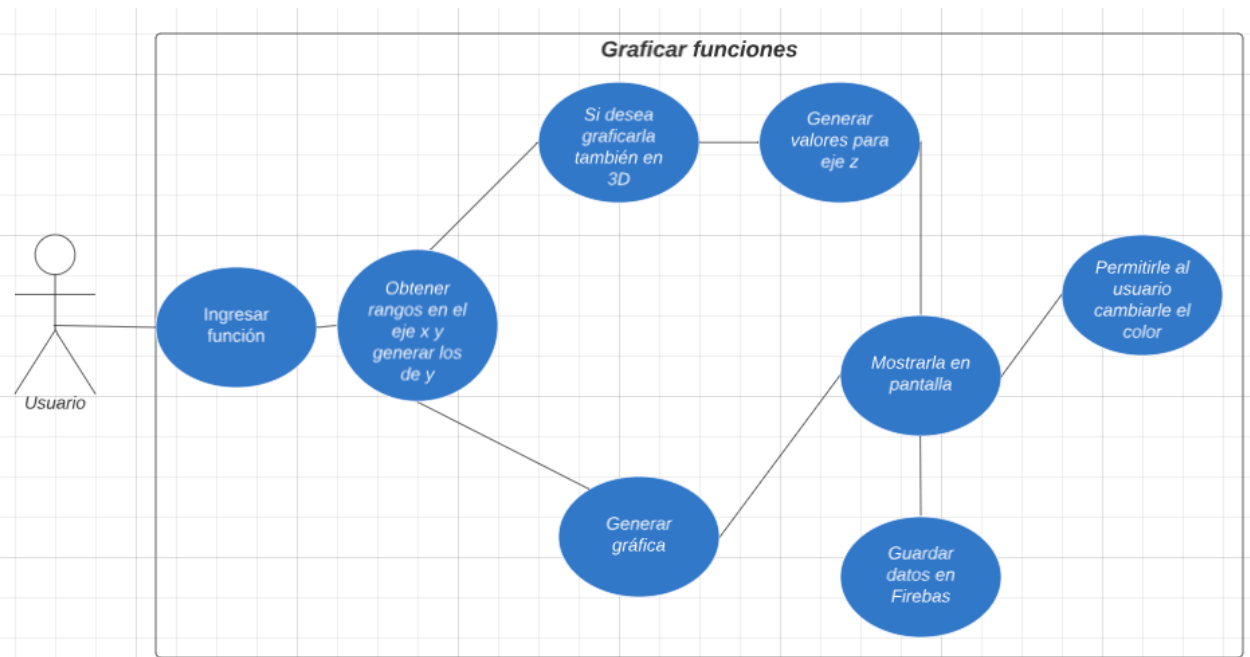 Graficar funciones
Si desea
graficarla
también en
3D
Generar
valores para
eje z
Usuario
Ingresar
función
Obtener
rangos en el
eje x y
generar los
de y
Permitirle al
usuario
cambiarle el
color
Mostrarla en
pantalla
Generar
gráfica
Guardar
datos en
Firebas